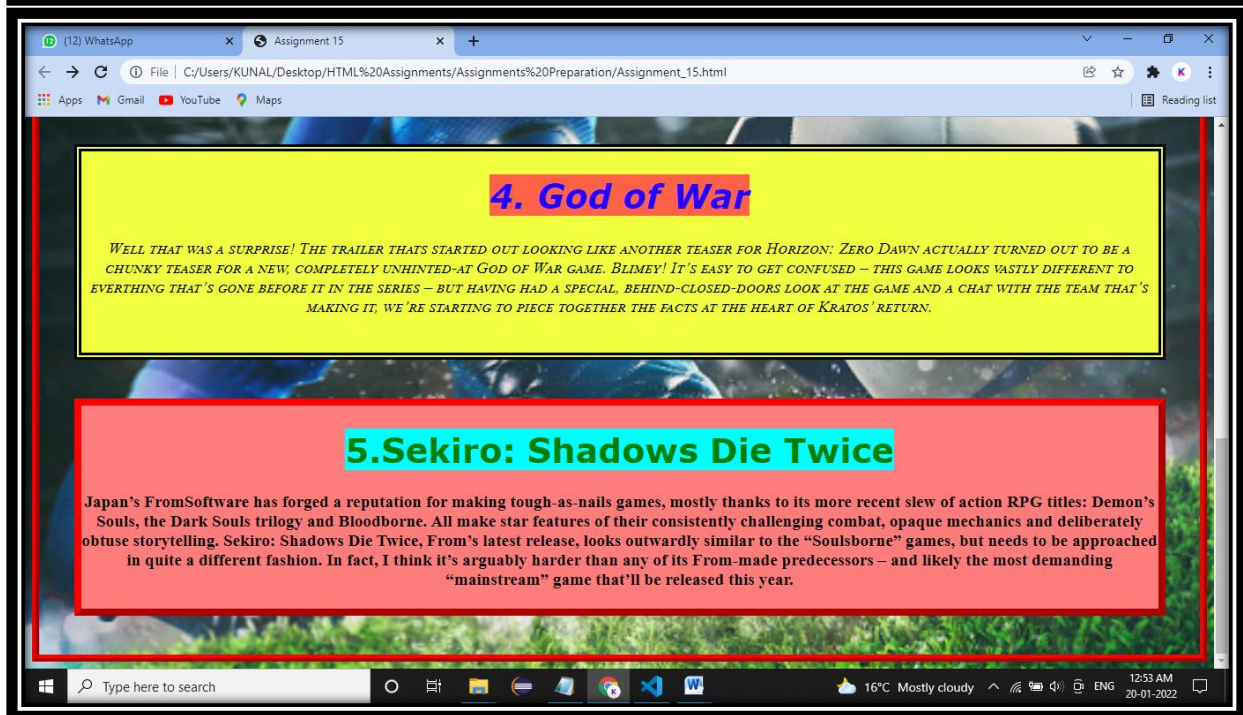 (12) WhatsApp
Assignment 15
File | C:/Users/KUNAL/Desktop/HTML%20Assignments/Assignments%20Preparation/Assignment_15.html
K
Apps
Gmail
YouTube
Maps
Reading list
4. God of War
Well that was a surprise! The trailer thats started out looking like another teaser for Horizon: Zero Dawn actually turned out to be a
chunky teaser for a new, completely unhinted-at God of War game. Blimey! It's easy to get confused – this game looks vastly different to
everthing that's gone before it in the series – but having had a special, behind-closed-doors look at the game and a chat with the team that's
making it, we're starting to piece together the facts at the heart of Kratos' return.
5.Sekiro: Shadows Die Twice
Japan's FromSoftware has forged a reputation for making tough-as-nails games, mostly thanks to its more recent slew of action RPG titles: Demon's
Souls, the Dark Souls trilogy and Bloodborne. All make star features of their consistently challenging combat, opaque mechanics and deliberately
obtuse storytelling. Sekiro: Shadows Die Twice, From's latest release, looks outwardly similar to the “Soulsborne” games, but needs to be approached
in quite a different fashion. In fact, I think it's arguably harder than any of its From-made predecessors – and likely the most demanding
“mainstream” game that'll be released this year.
Type here to search
16°C Mostly cloudy
ENG
12:53 AM
20-01-2022